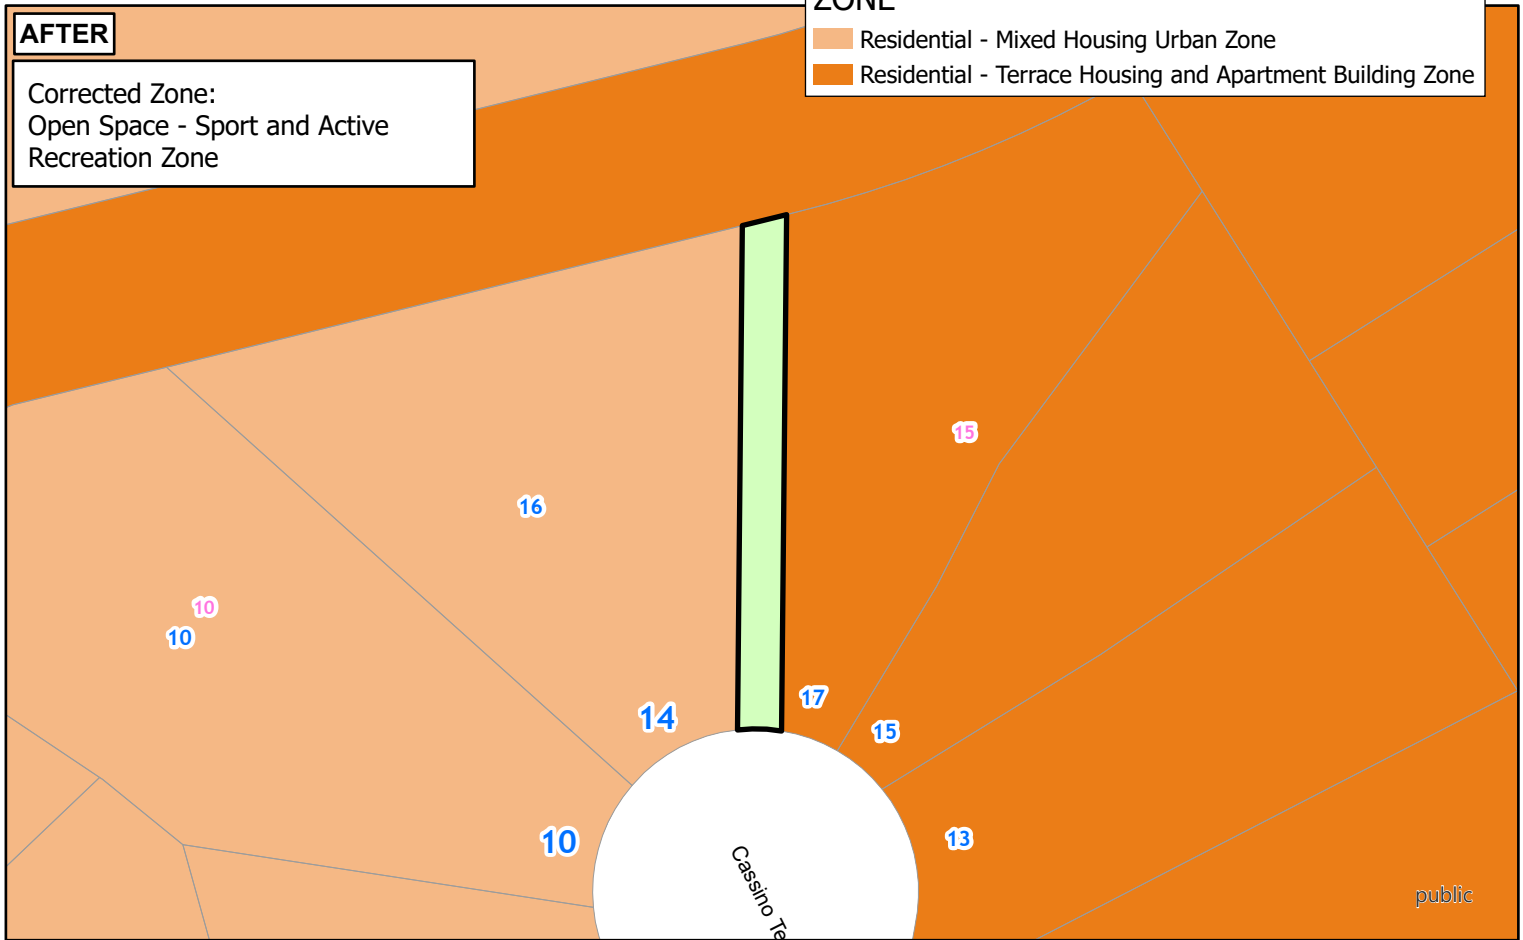 AFTER
Corrected Zone:
Open Space - Sport and Active
Recreation Zone
ZONE
Residential - Mixed Housing Urban Zone
Residential - Terrace Housing and Apartment Building Zone
15
16
10
10
17
14
15
10
13
Cassino Te
public